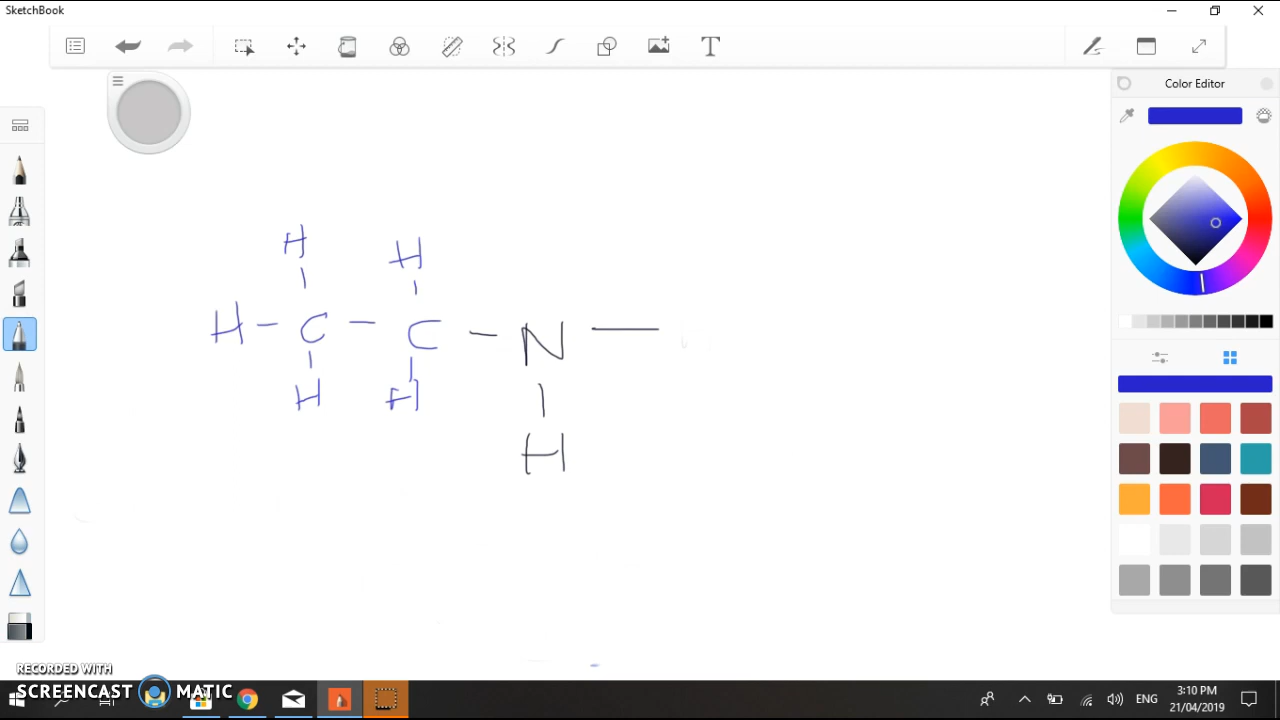 SketchBook
Color Editor
H H
H - C - C - N —
H H
H
RECORDED WITH
SCREENCAST MATIC
ENG
3:10 PM
21/04/2019